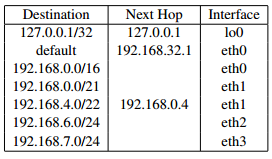 Destination Next Hop Interface
127.0.0.1/32 127.0.0.1 lo0
default 192.168.32.1 eth0
192.168.0.0/16 eth0
192.168.0.0/21 eth1
192.168.4.0/22 192.168.0.4 eth1
192.168.6.0/24 eth2
192.168.7.0/24 eth3